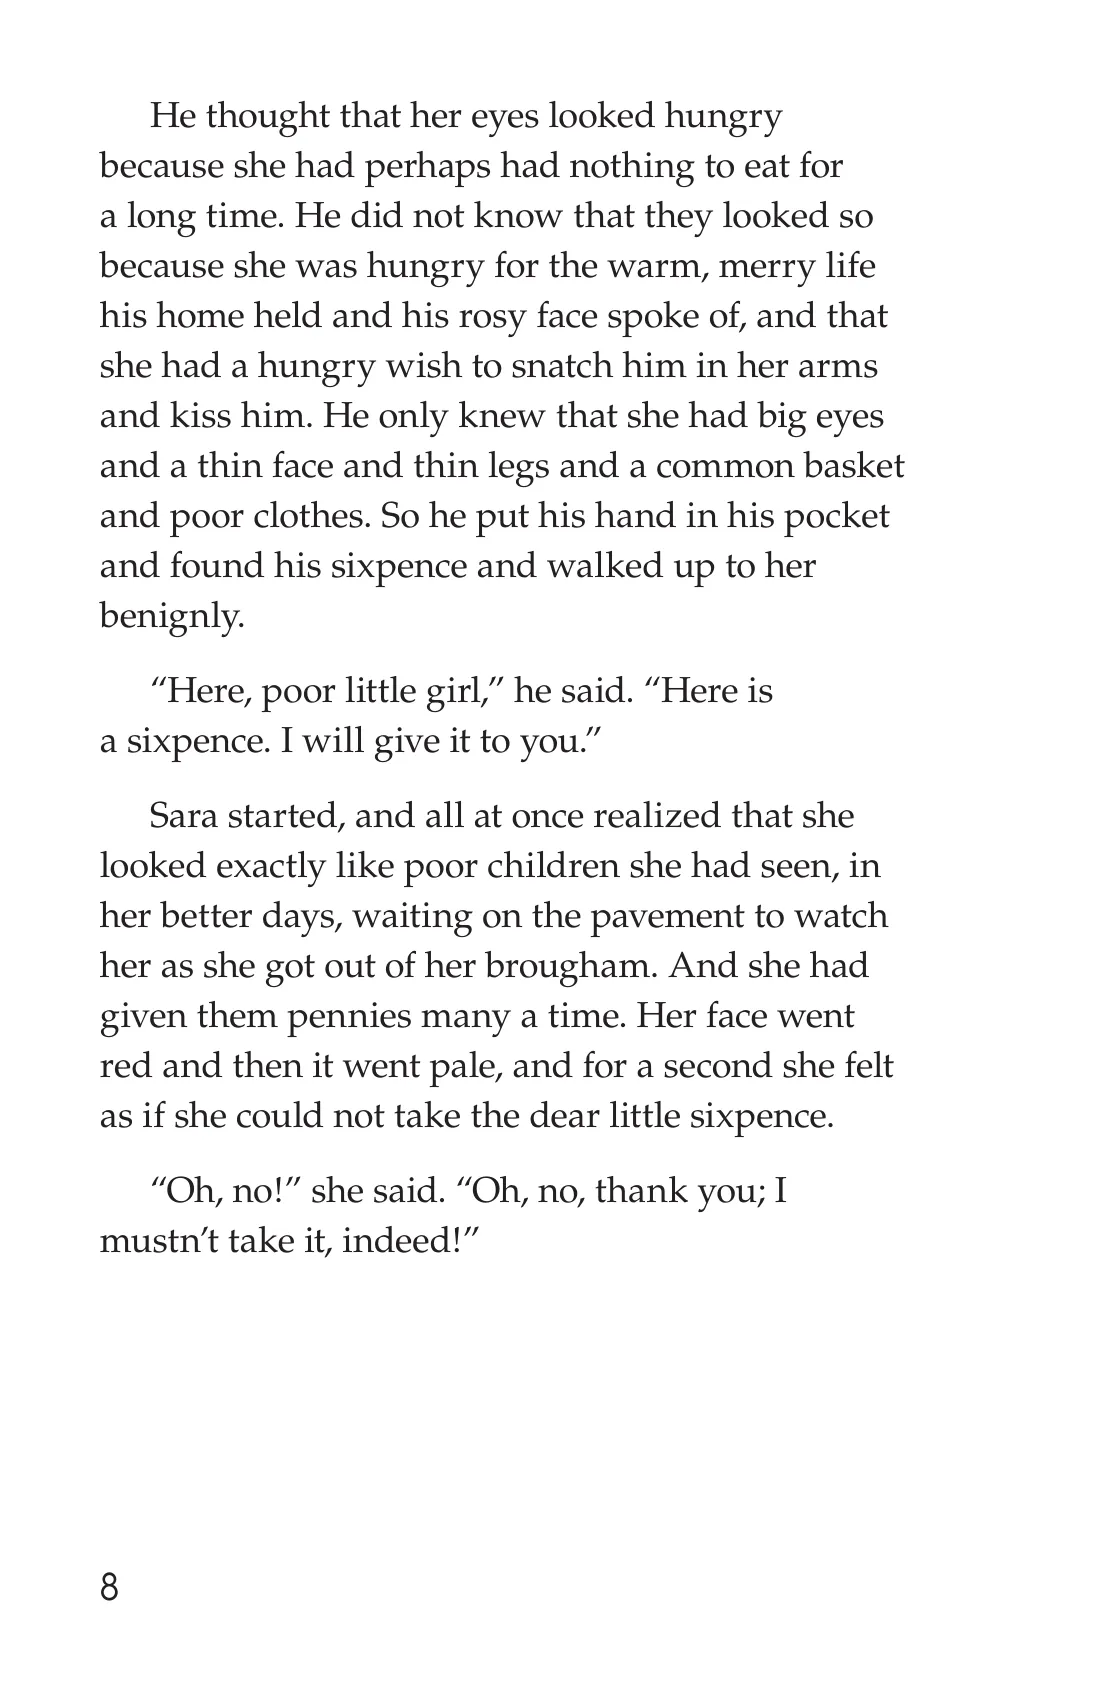 He thought that her eyes looked hungry
because she had perhaps had nothing to eat for
a long time. He did not know that they looked so
because she was hungry for the warm, merry life
his home held and his rosy face spoke of, and that
she had a hungry wish to snatch him in her arms
and kiss him. He only knew that she had big eyes
and a thin face and thin legs and a common basket
and poor clothes. So he put his hand in his pocket
and found his sixpence and walked up to her
benignly.
“Here, poor little girl,” he said. “Here is
a sixpence. I will give it to you.”
Sara started, and all at once realized that she
looked exactly like poor children she had seen, in
her better days, waiting on the pavement to watch
her as she got out of her brougham. And she had
given them pennies many a time. Her face went
red and then it went pale, and for a second she felt
as if she could not take the dear little sixpence.
“Oh, no!” she said. “Oh, no, thank you; I
mustn’t take it, indeed!”
8